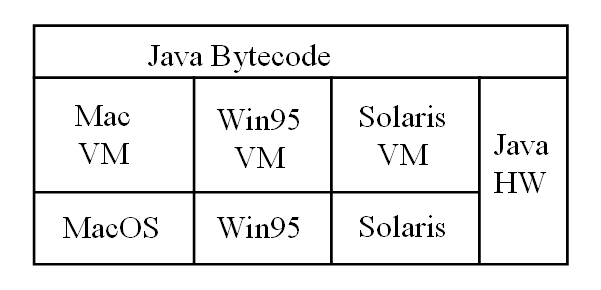 Java Bytecode
Mac
VM
Win95
VM
Solaris
VM
Java
HW
MacOS
Win95
Solaris